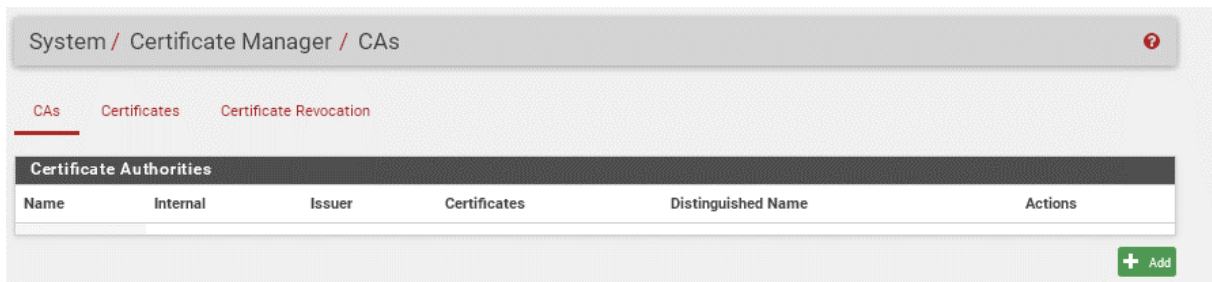 System / Certificate Manager / CAs
CAs Certificates Certificate Revocation
Certificate Authorities
Name Internal Issuer Certificates Distinguished Name Actions
Add